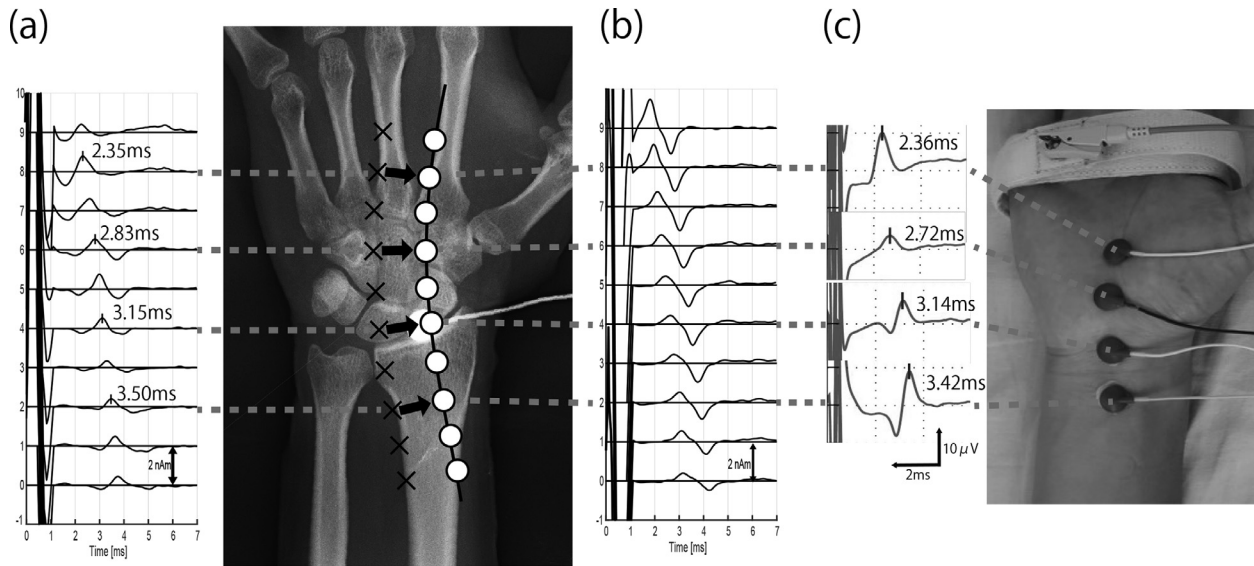 (a)
10
9
8
7
6
5
4
3
2
1
0
-1
2.35ms
2.83ms
3.15ms
3.50ms
2 nAm
0 1 2 3 4 5 6 7
Time [ms]
(b)
9
8
7
6
5
4
3
2
1
0
-1
2 nAm
0 1 2 3 4 5 6 7
Time [ms]
(c)
2.36ms
2.72ms
3.14ms
3.42ms
10 μV
2ms